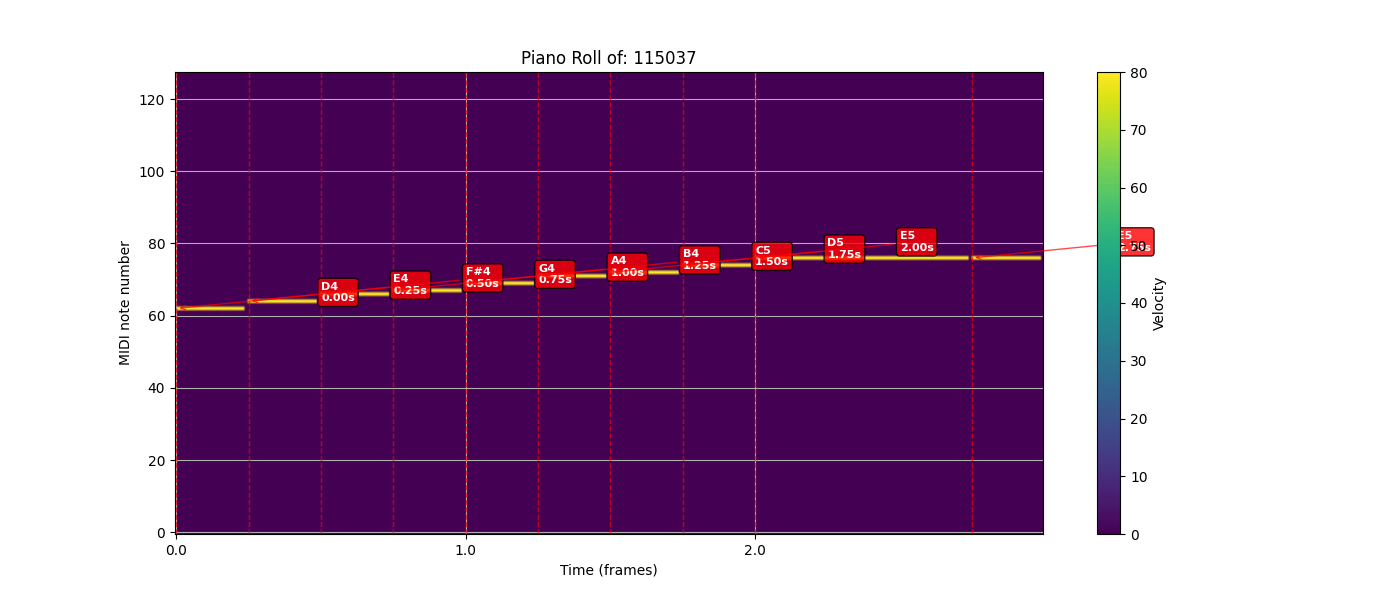 Piano Roll of: 115037
MIDI note number
120
100
80
60
40
20
0
D4
0.00s
E4
0.25s
F#4
0.50s
G4
0.75s
A4
1.00s
B4
1.25s
C5
1.50s
D5
1.75s
E5
2.00s
E5
0.0
1.0
2.0
Time (frames)
80
70
60
50
40
30
20
10
0
Velocity